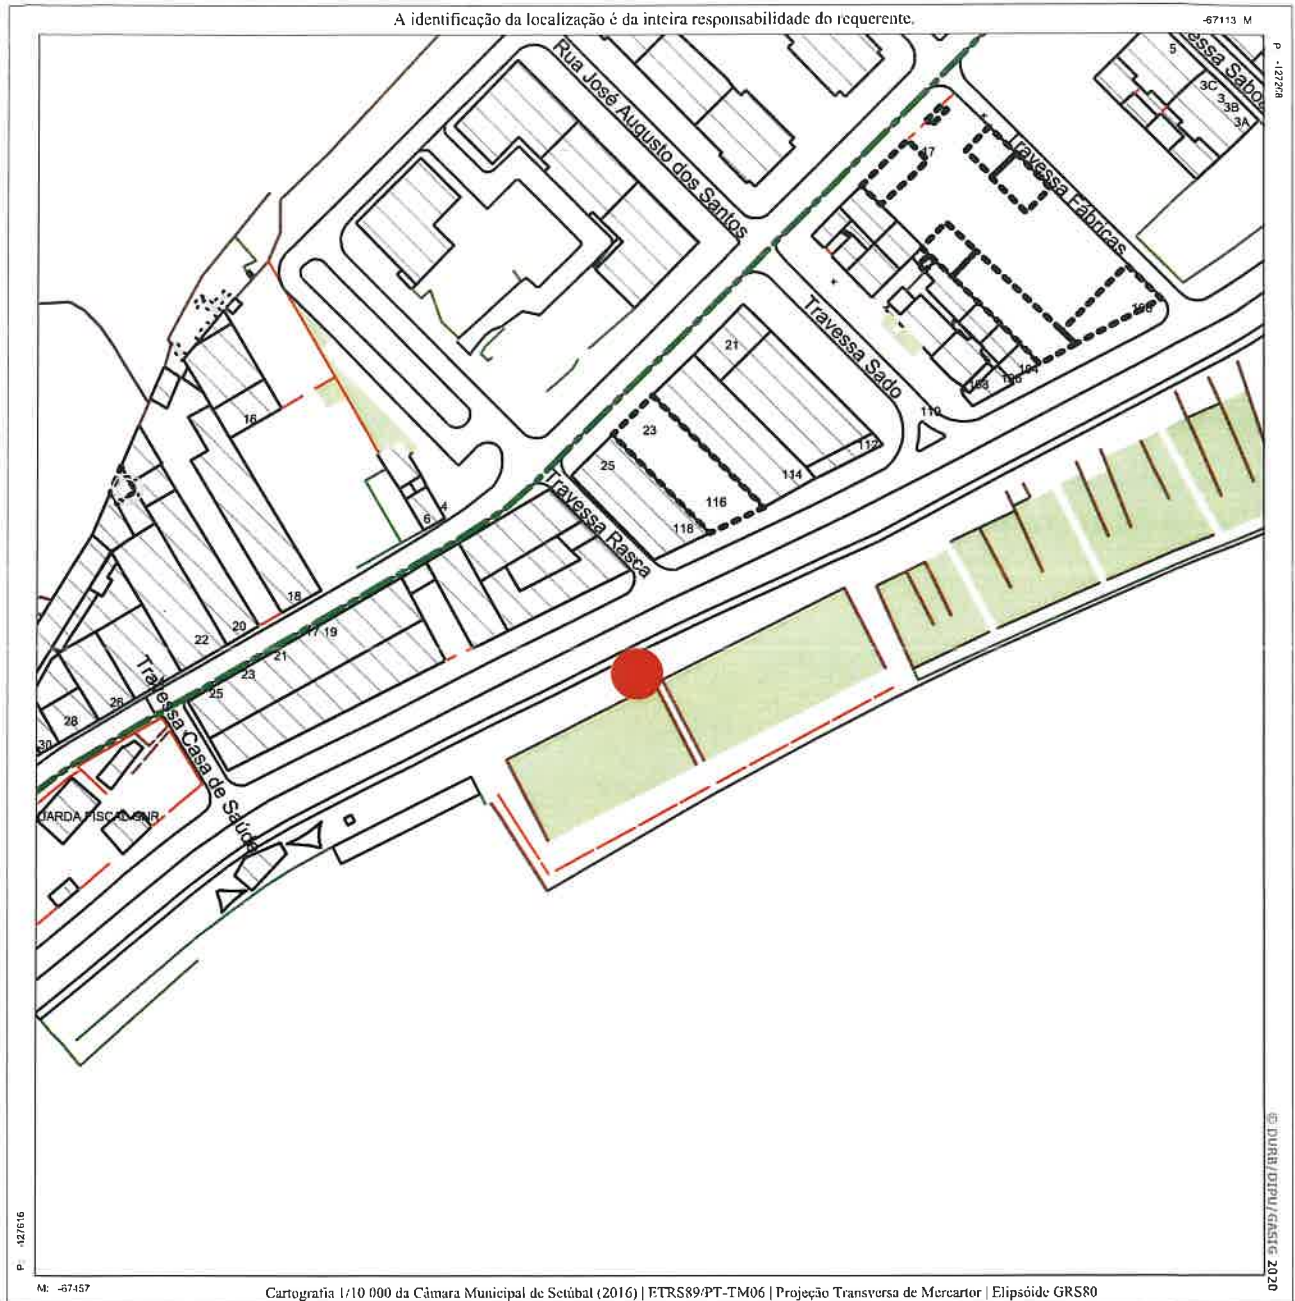 A identificação da localização é da inteira responsabilidade do requerente.
-67113 M
P -127268
Rua José Augusto dos Santos
5
3C
3
3B
3A
47
Travessa Fábricas
Travessa Sado
21
23
25
16
110
112
114
116
118
108
106
104
Travessa Rasca
4
6
18
20
22
17 19
21
23
25
26
28
30
Travessa Casa de Saúde
P: -127616
M: -67457
Cartografia 1/10 000 da Câmara Municipal de Setúbal (2016) | ETRS89/PT-TM06 | Projeção Transversa de Mercartor | Elipsóide GRS80
© DURB/DIPU/GASIG 2020